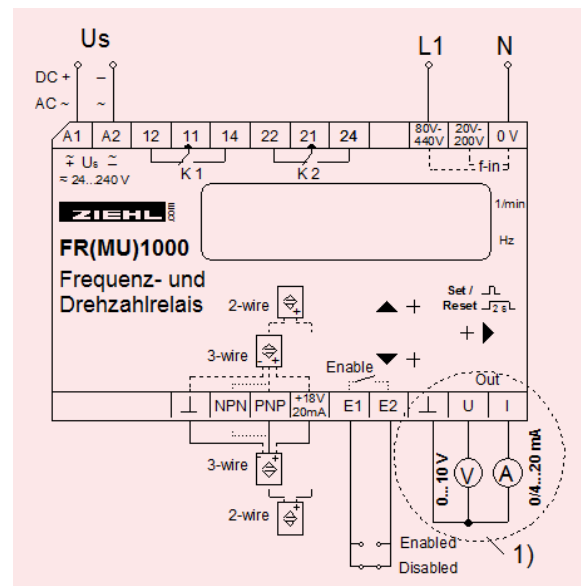 Us
L1 N
DC + –
AC ~ ~
A1 A2 12 11 14 22 21 24 80V-440V 20V-200V 0 V
Us
≂ 24...240 V
K 1 K 2
f-in
ZIEHL.com
1/min
Hz
FR(MU)1000
Frequenz- und
Drehzahlrelais
2-wire
Set /
Reset 2 s
+
+
3-wire
Enable
+
Out
⊥ NPN PNP +18V 20mA E1 E2 ⊥ U I
0...10 V
V
A
0/4...20 mA
3-wire
2-wire
Enabled
Disabled
1)